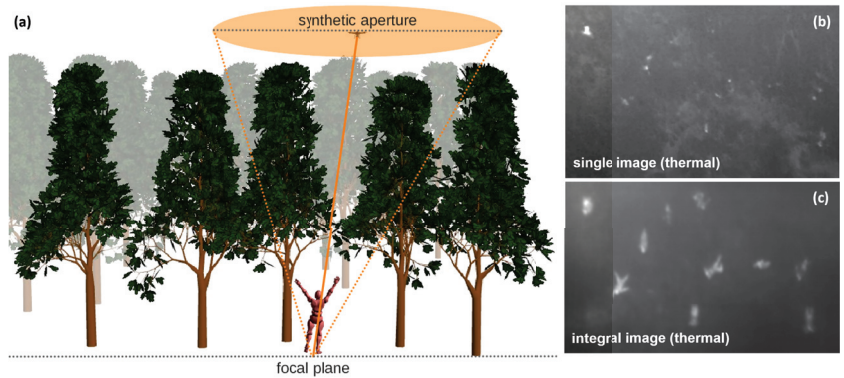 (a)
synthetic aperture
focal plane
(b)
single image (thermal)
(c)
integral image (thermal)